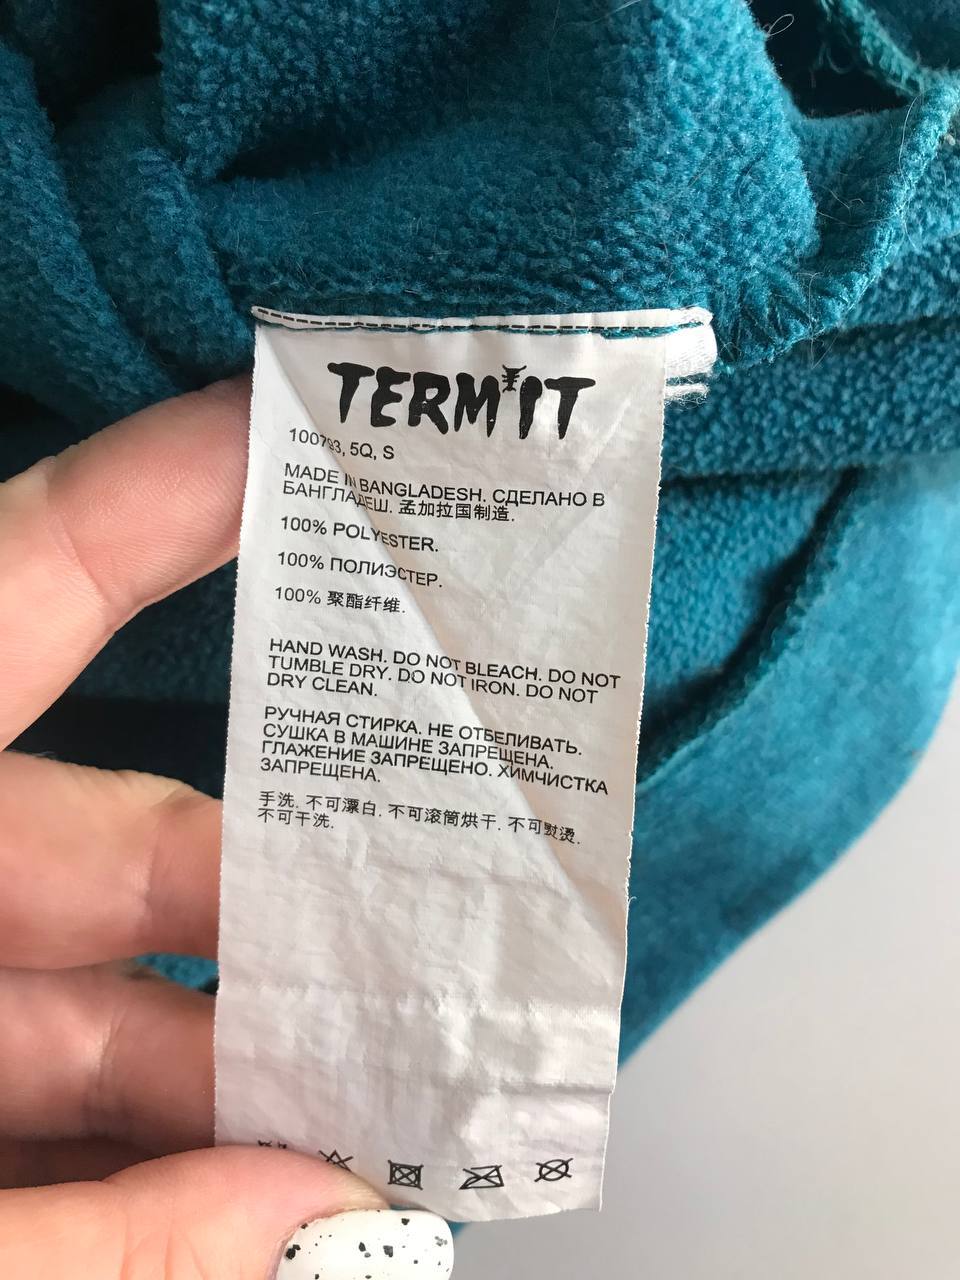 TERMIT
100793, 5Q, S
MADE IN BANGLADESH. СДЕЛАНО В
БАНГЛАДЕШ. 孟加拉国制造.
100% POLYESTER.
100% ПОЛИЭСТЕР.
100% 聚酯纤维.
HAND WASH. DO NOT BLEACH. DO NOT
TUMBLE DRY. DO NOT IRON. DO NOT
DRY CLEAN.
РУЧНАЯ СТИРКА. НЕ ОТБЕЛИВАТЬ.
СУШКА В МАШИНЕ ЗАПРЕЩЕНА.
ГЛАЖЕНИЕ ЗАПРЕЩЕНО. ХИМЧИСТКА
ЗАПРЕЩЕНА.
手洗. 不可漂白. 不可滚筒烘干. 不可熨烫.
不可干洗.